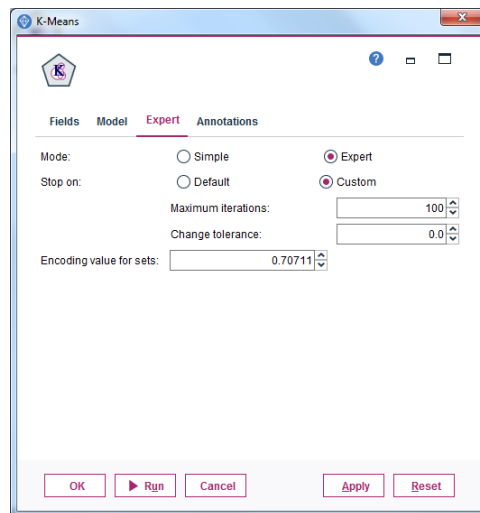 K-Means
Fields Model Expert Annotations
Mode: Simple Expert
Stop on: Default Custom
Maximum iterations: 100
Change tolerance: 0.0
Encoding value for sets: 0.70711
OK Run Cancel Apply Reset